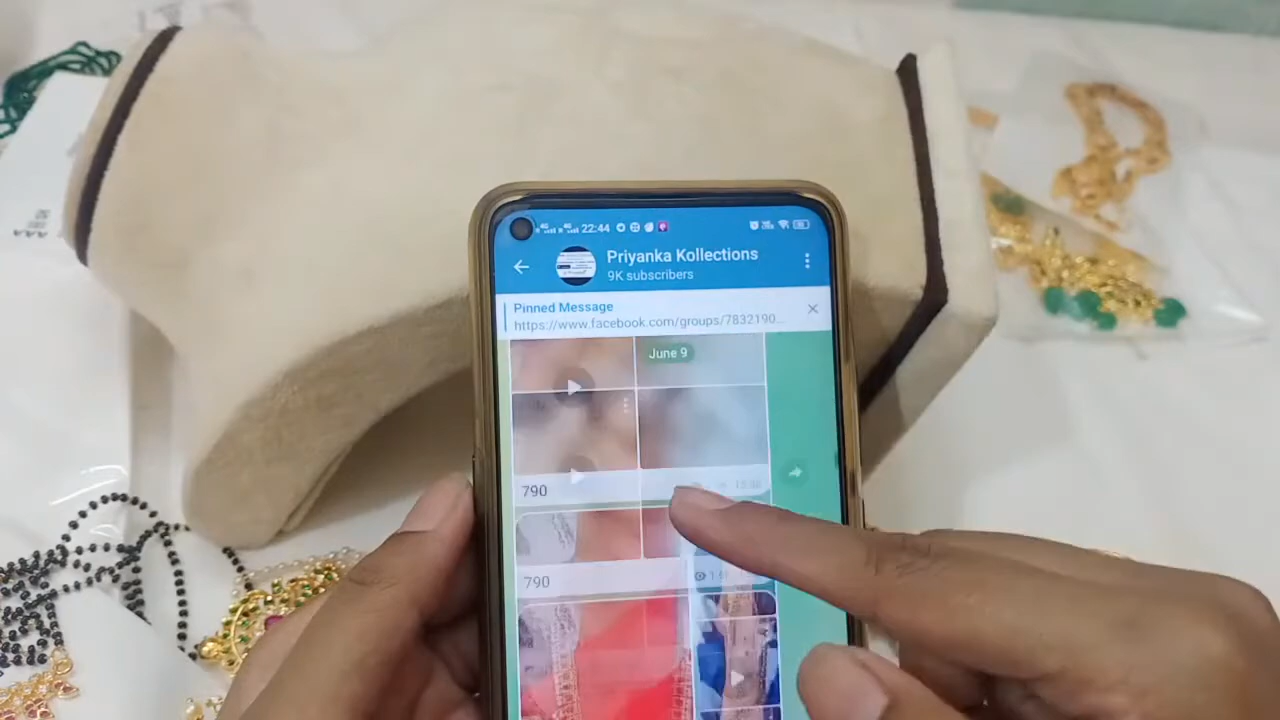 22:44
Priyanka Kollections
9K subscribers
Pinned Message
https://www.facebook.com/groups/7832190...
June 9
790
790